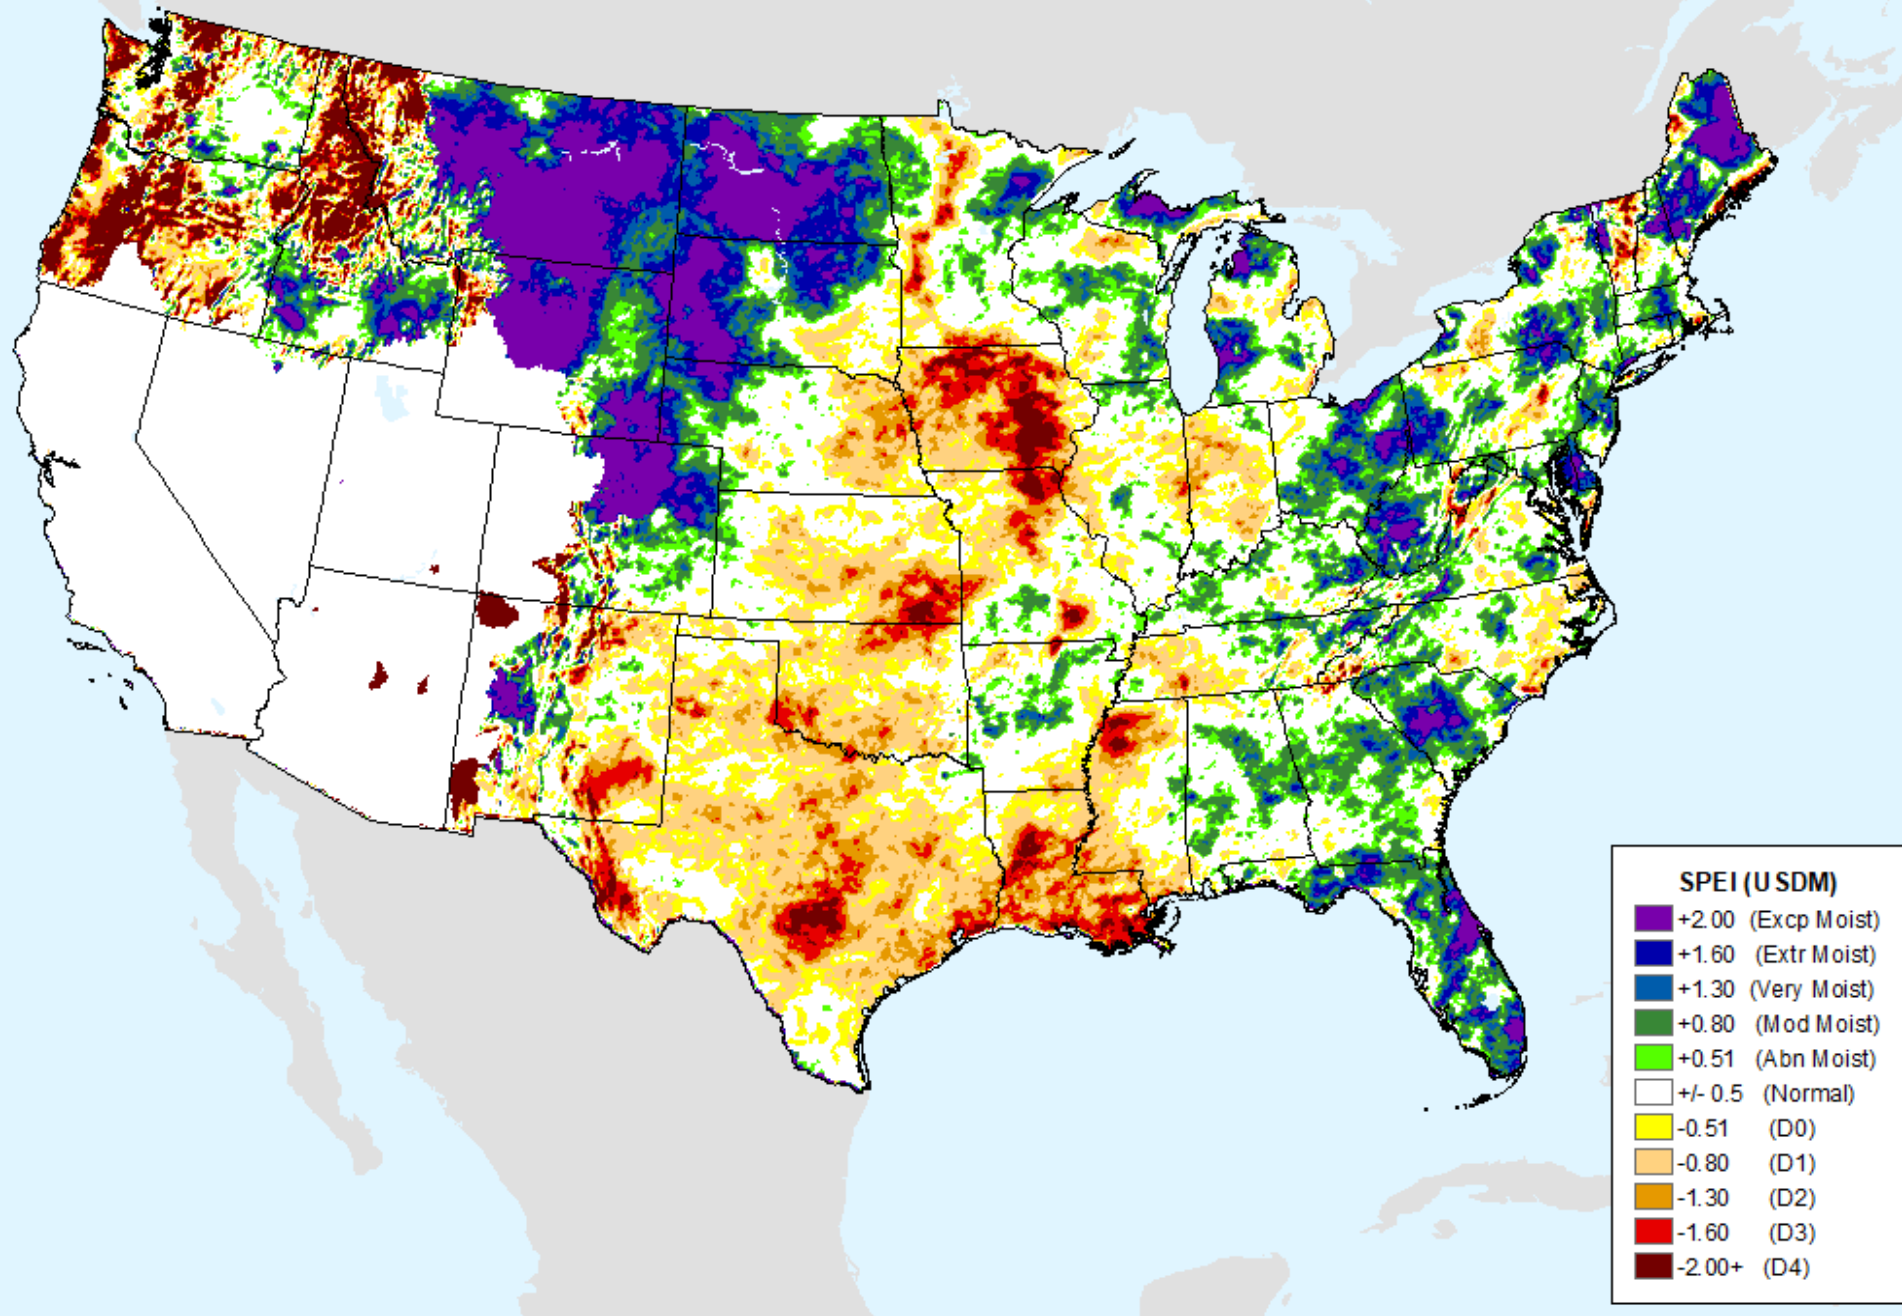 SPEI (USDM)
+2.00 (Excp Moist)
+1.60 (Extr Moist)
+1.30 (Very Moist)
+0.80 (Mod Moist)
+0.51 (Abn Moist)
+/- 0.5 (Normal)
-0.51 (D0)
-0.80 (D1)
-1.30 (D2)
-1.60 (D3)
-2.00+ (D4)